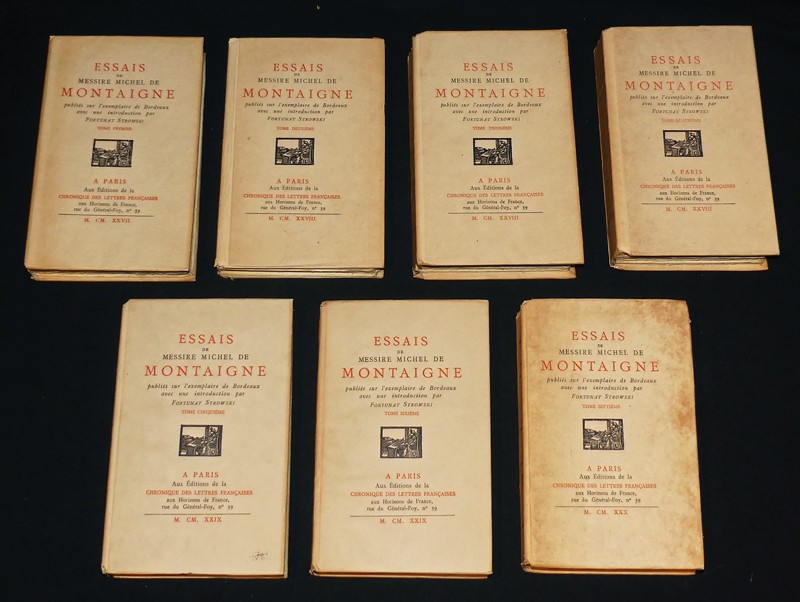 ESSAIS
DE
MESSIRE MICHEL DE
MONTAIGNE
publiés sur l'exemplaire de Bordeaux
avec une introduction par
FORTUNAT STROWSKI
TOME PREMIER
A PARIS
Aux Éditions de la
CHRONIQUE DES LETTRES FRANÇAISES
aux Horizons de France,
rue du Général-Foy, nº 39
M. CM. XXVII
ESSAIS
DE
MESSIRE MICHEL DE
MONTAIGNE
publiés sur l'exemplaire de Bordeaux
avec une introduction par
FORTUNAT STROWSKI
TOME DEUXIÈME
A PARIS
Aux Éditions de la
CHRONIQUE DES LETTRES FRANÇAISES
aux Horizons de France,
rue du Général-Foy, nº 39
M. CM. XXVIII
ESSAIS
DE
MESSIRE MICHEL DE
MONTAIGNE
publiés sur l'exemplaire de Bordeaux
avec une introduction par
FORTUNAT STROWSKI
TOME TROISIÈME
A PARIS
Aux Éditions de la
CHRONIQUE DES LETTRES FRANÇAISES
aux Horizons de France,
rue du Général-Foy, nº 39
M. CM. XXVIII
ESSAIS
DE
MESSIRE MICHEL DE
MONTAIGNE
publiés sur l'exemplaire de Bordeaux
avec une introduction par
FORTUNAT STROWSKI
TOME QUATRIÈME
A PARIS
Aux Éditions de la
CHRONIQUE DES LETTRES FRANÇAISES
aux Horizons de France,
rue du Général-Foy, nº 39
M. CM. XXVIII
ESSAIS
DE
MESSIRE MICHEL DE
MONTAIGNE
publiés sur l'exemplaire de Bordeaux
avec une introduction par
FORTUNAT STROWSKI
TOME CINQUIÈME
A PARIS
Aux Éditions de la
CHRONIQUE DES LETTRES FRANÇAISES
aux Horizons de France,
rue du Général-Foy, nº 39
M. CM. XXIX
ESSAIS
DE
MESSIRE MICHEL DE
MONTAIGNE
publiés sur l'exemplaire de Bordeaux
avec une introduction par
FORTUNAT STROWSKI
TOME SIXIÈME
A PARIS
Aux Éditions de la
CHRONIQUE DES LETTRES FRANÇAISES
aux Horizons de France,
rue du Général-Foy, nº 39
M. CM. XXIX
ESSAIS
DE
MESSIRE MICHEL DE
MONTAIGNE
publiés sur l'exemplaire de Bordeaux
avec une introduction par
FORTUNAT STROWSKI
TOME SEPTIÈME
A PARIS
Aux Éditions de la
CHRONIQUE DES LETTRES FRANÇAISES
aux Horizons de France,
rue du Général-Foy, nº 39
M. CM. XXX